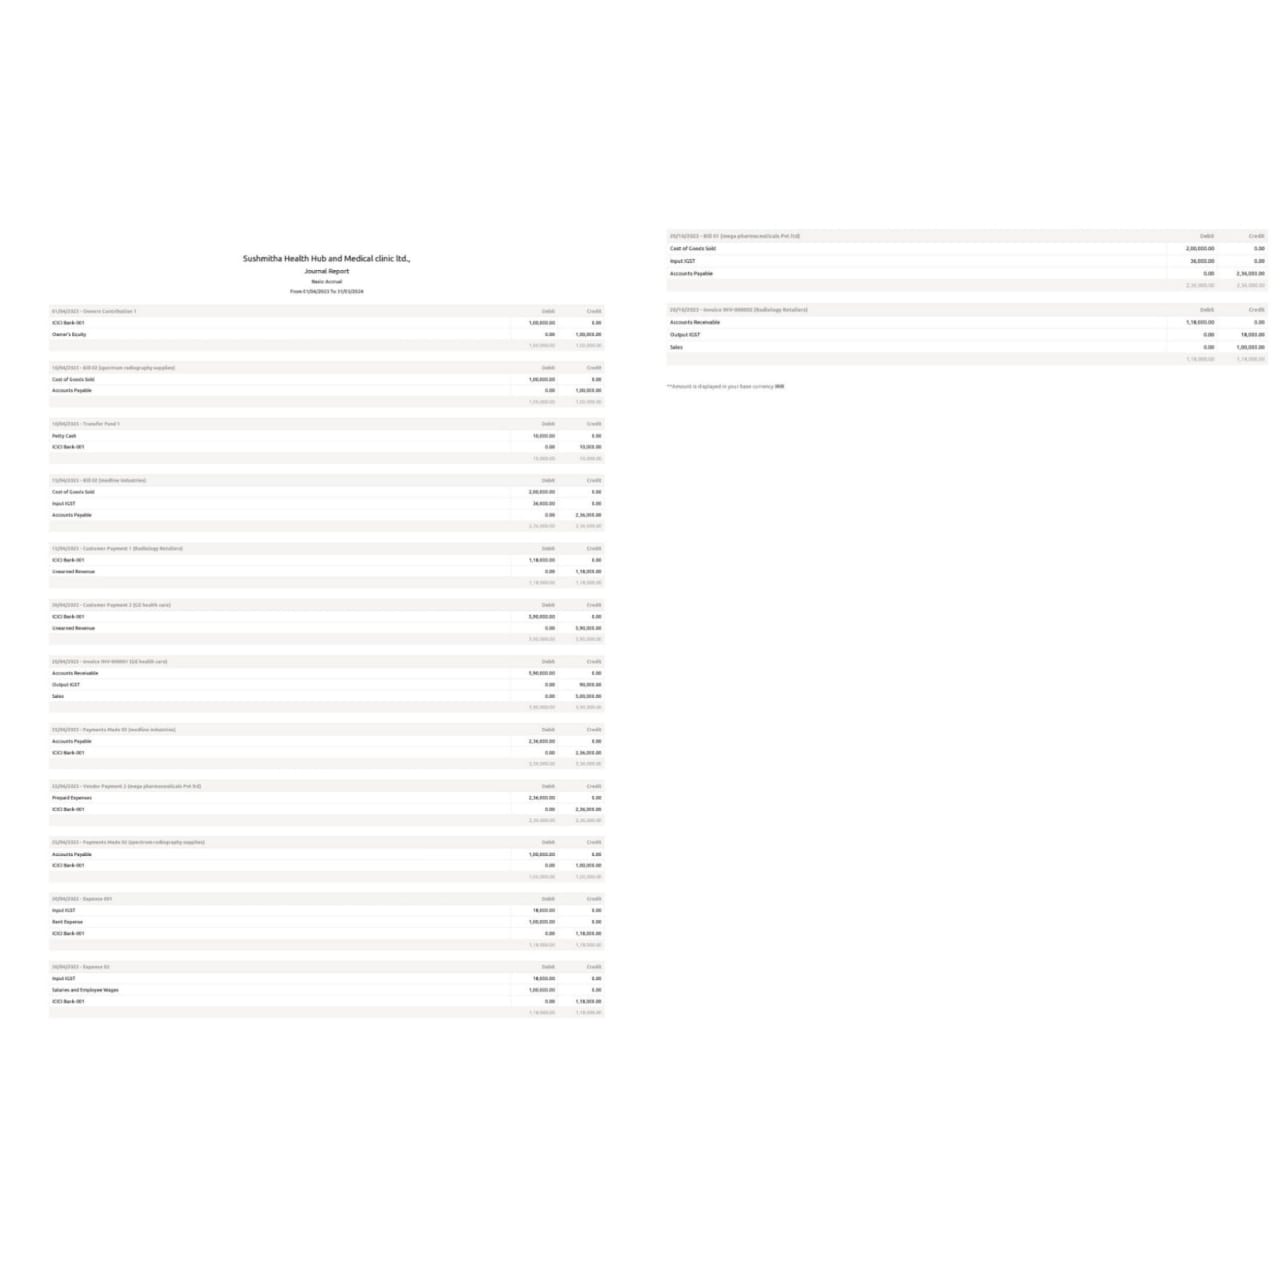 Sushmitha Health Hub and Medical clinic ltd.,
Journal Report
Basis: Accrual
From 01/04/2023 To 31/03/2024
01/04/2023 - Owners Contribution 1 Debit Credit
ICICI Bank-001 1,00,000.00 0.00
Owner's Equity 0.00 1,00,000.00
1,00,000.00 1,00,000.00
10/04/2023 - Bill 02 (spectrum radiography supplies) Debit Credit
Cost of Goods Sold 1,00,000.00 0.00
Accounts Payable 0.00 1,00,000.00
1,00,000.00 1,00,000.00
10/04/2023 - Transfer Fund 1 Debit Credit
Petty Cash 10,000.00 0.00
ICICI Bank-001 0.00 10,000.00
10,000.00 10,000.00
15/04/2023 - Bill 02 (medline industries) Debit Credit
Cost of Goods Sold 2,00,000.00 0.00
Input IGST 36,000.00 0.00
Accounts Payable 0.00 2,36,000.00
2,36,000.00 2,36,000.00
15/04/2023 - Customer Payment 1 (Radiology Retailers) Debit Credit
ICICI Bank-001 1,18,000.00 0.00
Unearned Revenue 0.00 1,18,000.00
1,18,000.00 1,18,000.00
/04/2023 - Customer Payment 2 (GE health care) Debit Credit
ICICI Bank-001 5,90,000.00 0.00
Unearned Revenue 0.00 5,90,000.00
5,90,000.00 5,90,000.00
20/04/2023 - Invoice INV-000001 (GE health care) Debit Credit
Accounts Receivable 5,90,000.00 0.00
Output IGST 0.00 90,000.00
Sales 0.00 5,00,000.00
5,90,000.00 5,90,000.00
/04/2023 - Payments Made 02 (medline industries) Debit Credit
Accounts Payable 2,36,000.00 0.00
ICICI Bank-001 0.00 2,36,000.00
2,36,000.00 2,36,000.00
/04/2023 - Vendor Payment 2 (mega pharmaceuticals Pvt ltd) Debit Credit
Prepaid Expenses 2,36,000.00 0.00
ICICI Bank-001 0.00 2,36,000.00
2,36,000.00 2,36,000.00
25/04/2023 - Payments Made 02 (spectrum radiography supplies) Debit Credit
Accounts Payable 1,00,000.00 0.00
ICICI Bank-001 0.00 1,00,000.00
1,00,000.00 1,00,000.00
30/04/2023 - Expense 001 Debit Credit
Input IGST 18,000.00 0.00
Rent Expense 1,00,000.00 0.00
ICICI Bank-001 0.00 1,18,000.00
1,18,000.00 1,18,000.00
30/04/2023 - Expense 02 Debit Credit
Input IGST 18,000.00 0.00
Salaries and Employee Wages 1,00,000.00 0.00
ICICI Bank-001 0.00 1,18,000.00
1,18,000.00 1,18,000.00
20/10/2023 - Bill 01 (mega pharmaceuticals Pvt ltd) Debit Credit
Cost of Goods Sold 2,00,000.00 0.00
Input IGST 36,000.00 0.00
Accounts Payable 0.00 2,36,000.00
2,36,000.00 2,36,000.00
20/10/2023 - Invoice INV-000002 (Radiology Retailers) Debit Credit
Accounts Receivable 1,18,000.00 0.00
Output IGST 0.00 18,000.00
Sales 0.00 1,00,000.00
1,18,000.00 1,18,000.00
**Amount is displayed in your base currency INR